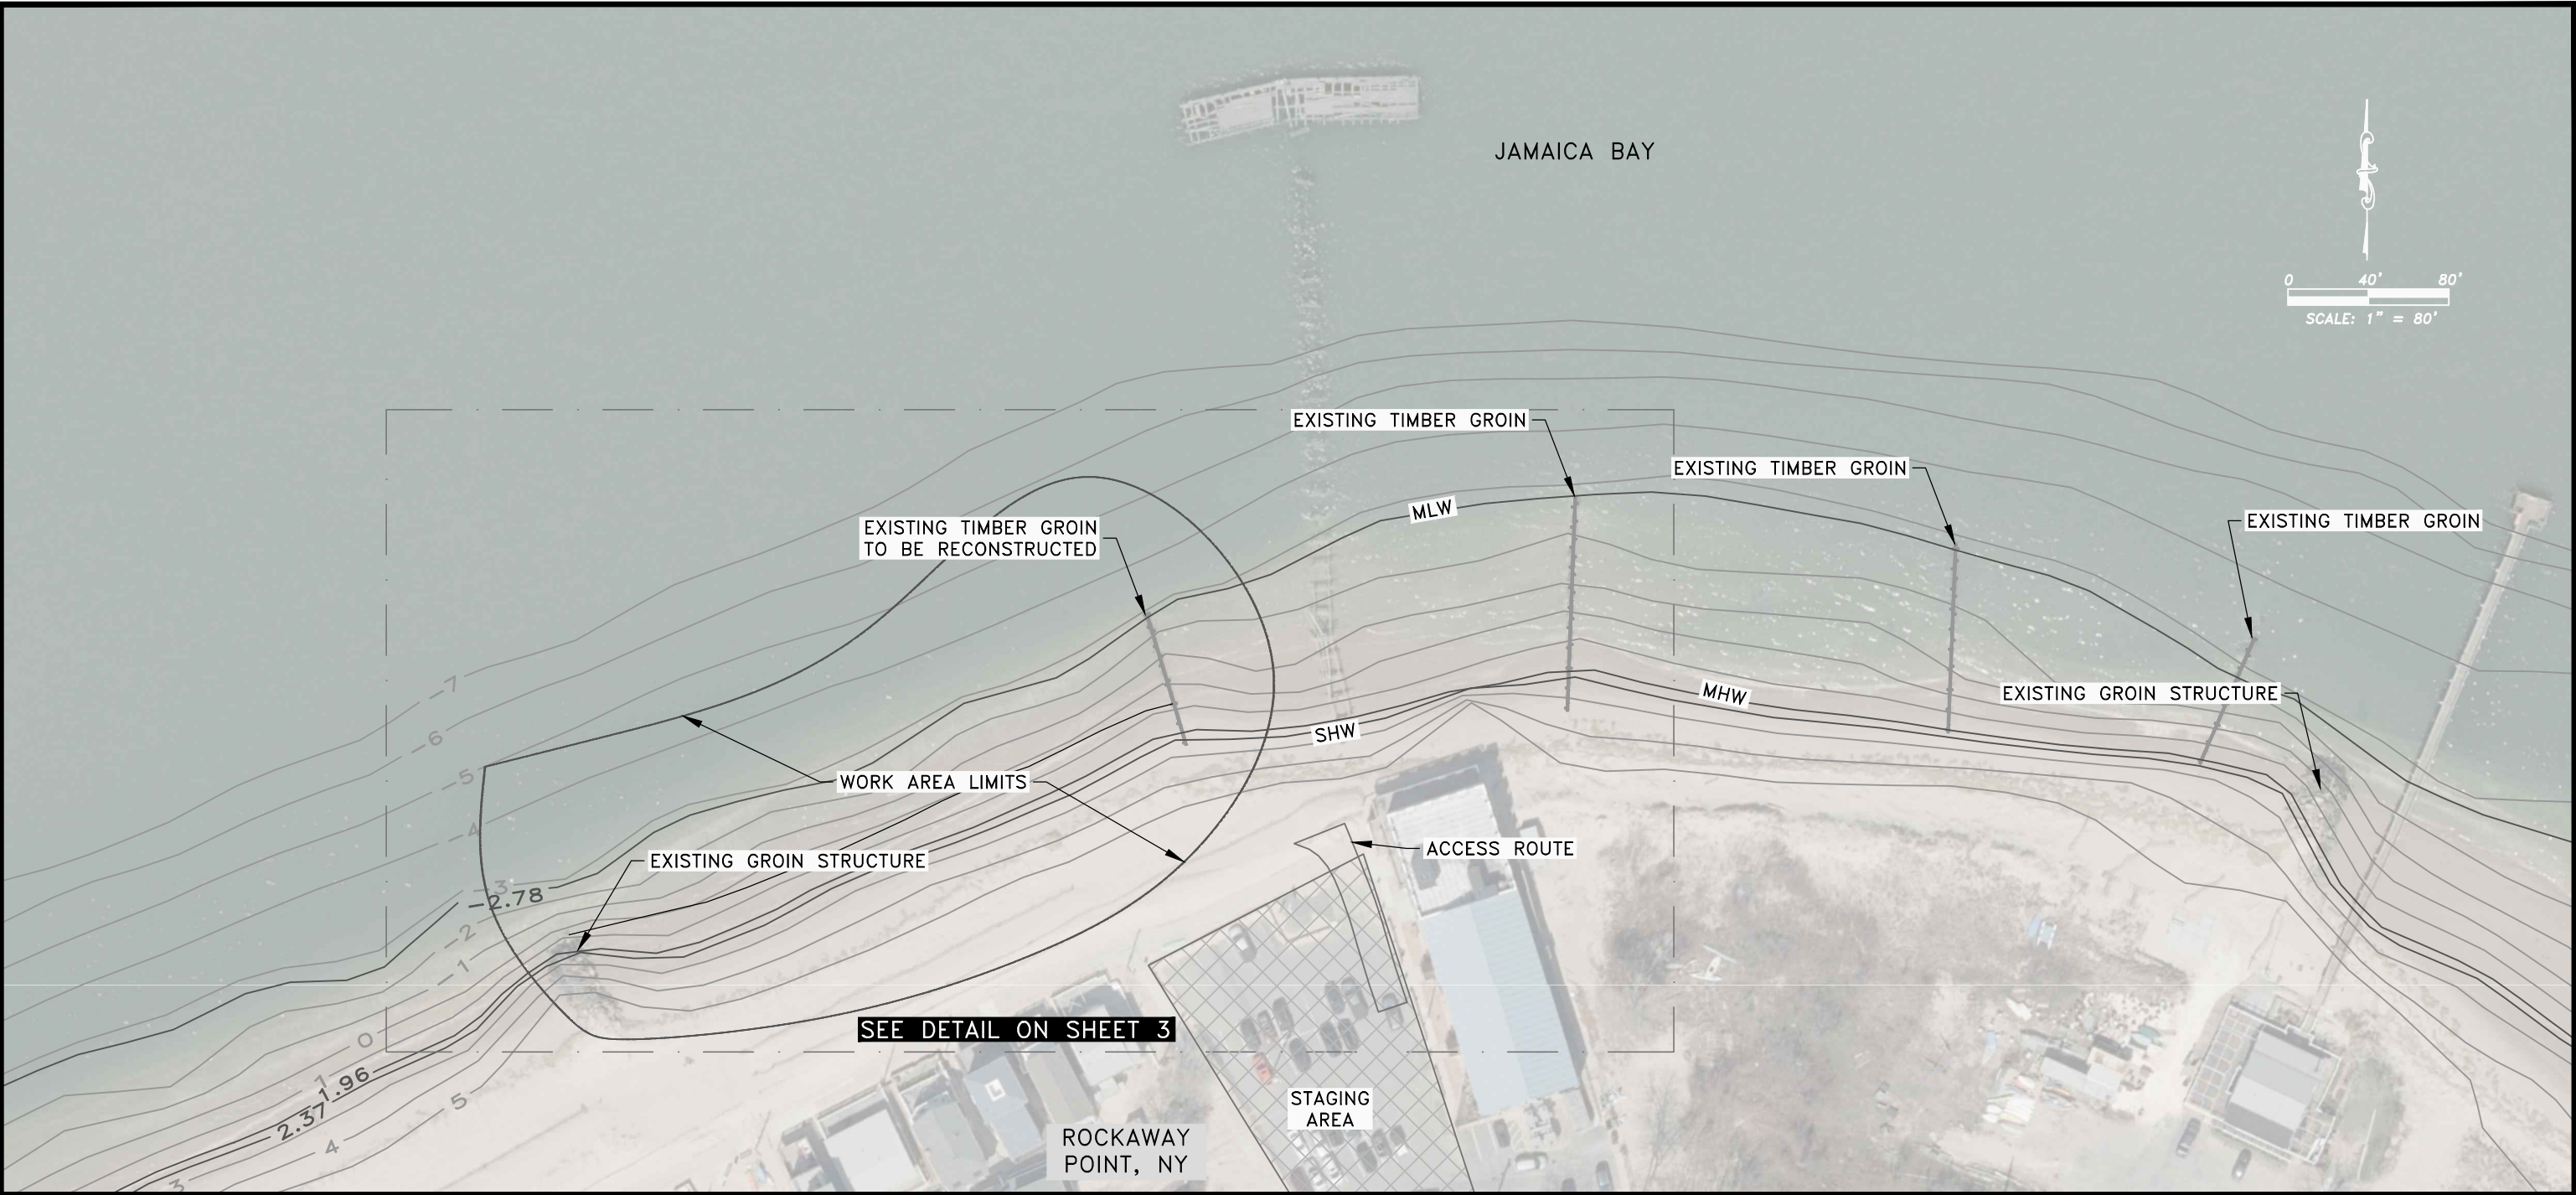 JAMAICA BAY
0 40' 80'
SCALE: 1" = 80'
EXISTING TIMBER GROIN
EXISTING TIMBER GROIN
EXISTING TIMBER GROIN
EXISTING TIMBER GROIN
TO BE RECONSTRUCTED
MLW
MHW
SHW
EXISTING GROIN STRUCTURE
WORK AREA LIMITS
ACCESS ROUTE
EXISTING GROIN STRUCTURE
-7
-6
-5
-4
-3
-2.78
-2
-1
0
1
1.96
2.37
3
4
5
SEE DETAIL ON SHEET 3
STAGING
AREA
ROCKAWAY
POINT, NY